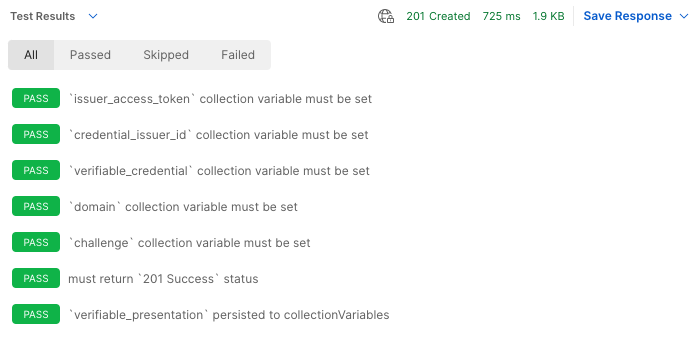 Test Results 201 Created 725 ms 1.9 KB Save Response
All Passed Skipped Failed
PASS `issuer_access_token` collection variable must be set
PASS `credential_issuer_id` collection variable must be set
PASS `verifiable_credential` collection variable must be set
PASS `domain` collection variable must be set
PASS `challenge` collection variable must be set
PASS must return `201 Success` status
PASS `verifiable_presentation` persisted to collectionVariables